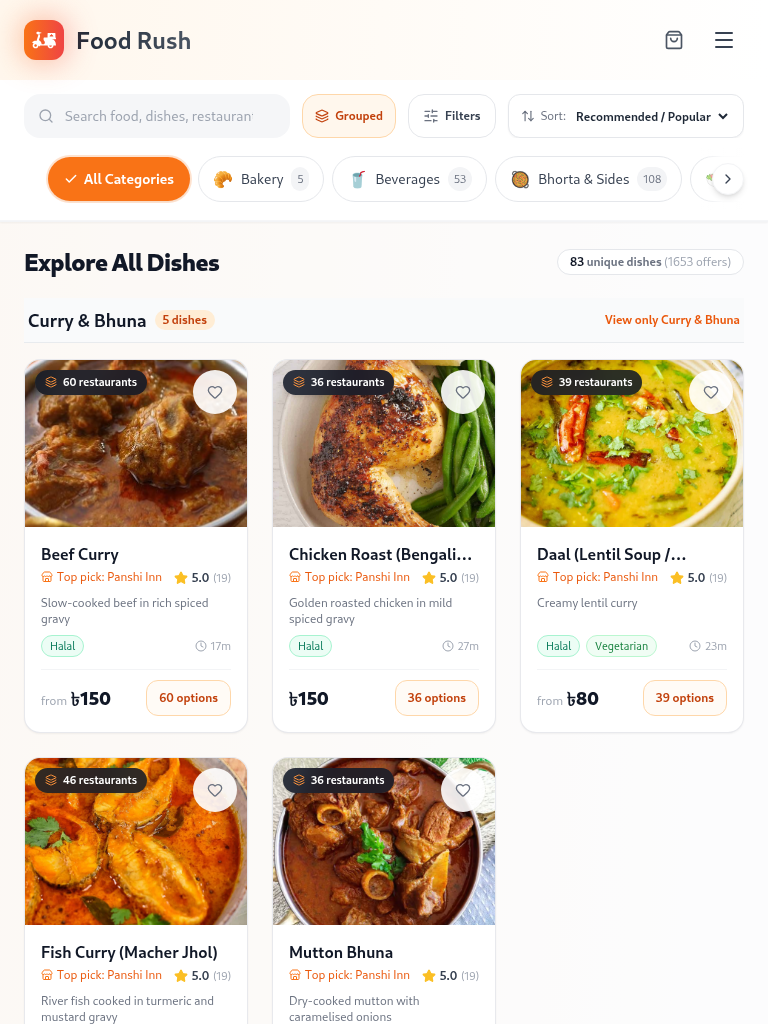 Food Rush
Search food, dishes, restauran
Grouped
Filters
Sort: Recommended / Popular
All Categories
Bakery 5
Beverages 53
Bhorta & Sides 108
Explore All Dishes
83 unique dishes (1653 offers)
Curry & Bhuna 5 dishes
View only Curry & Bhuna
60 restaurants
Beef Curry
Top pick: Panshi Inn 5.0 (19)
Slow-cooked beef in rich spiced
gravy
Halal 17m
from ৳150 60 options
36 restaurants
Chicken Roast (Bengali...
Top pick: Panshi Inn 5.0 (19)
Golden roasted chicken in mild
spiced gravy
Halal 27m
৳150 36 options
39 restaurants
Daal (Lentil Soup /...
Top pick: Panshi Inn 5.0 (19)
Creamy lentil curry
Halal Vegetarian 23m
from ৳80 39 options
46 restaurants
Fish Curry (Macher Jhol)
Top pick: Panshi Inn 5.0 (19)
River fish cooked in turmeric and
mustard gravy
36 restaurants
Mutton Bhuna
Top pick: Panshi Inn 5.0 (19)
Dry-cooked mutton with
caramelised onions